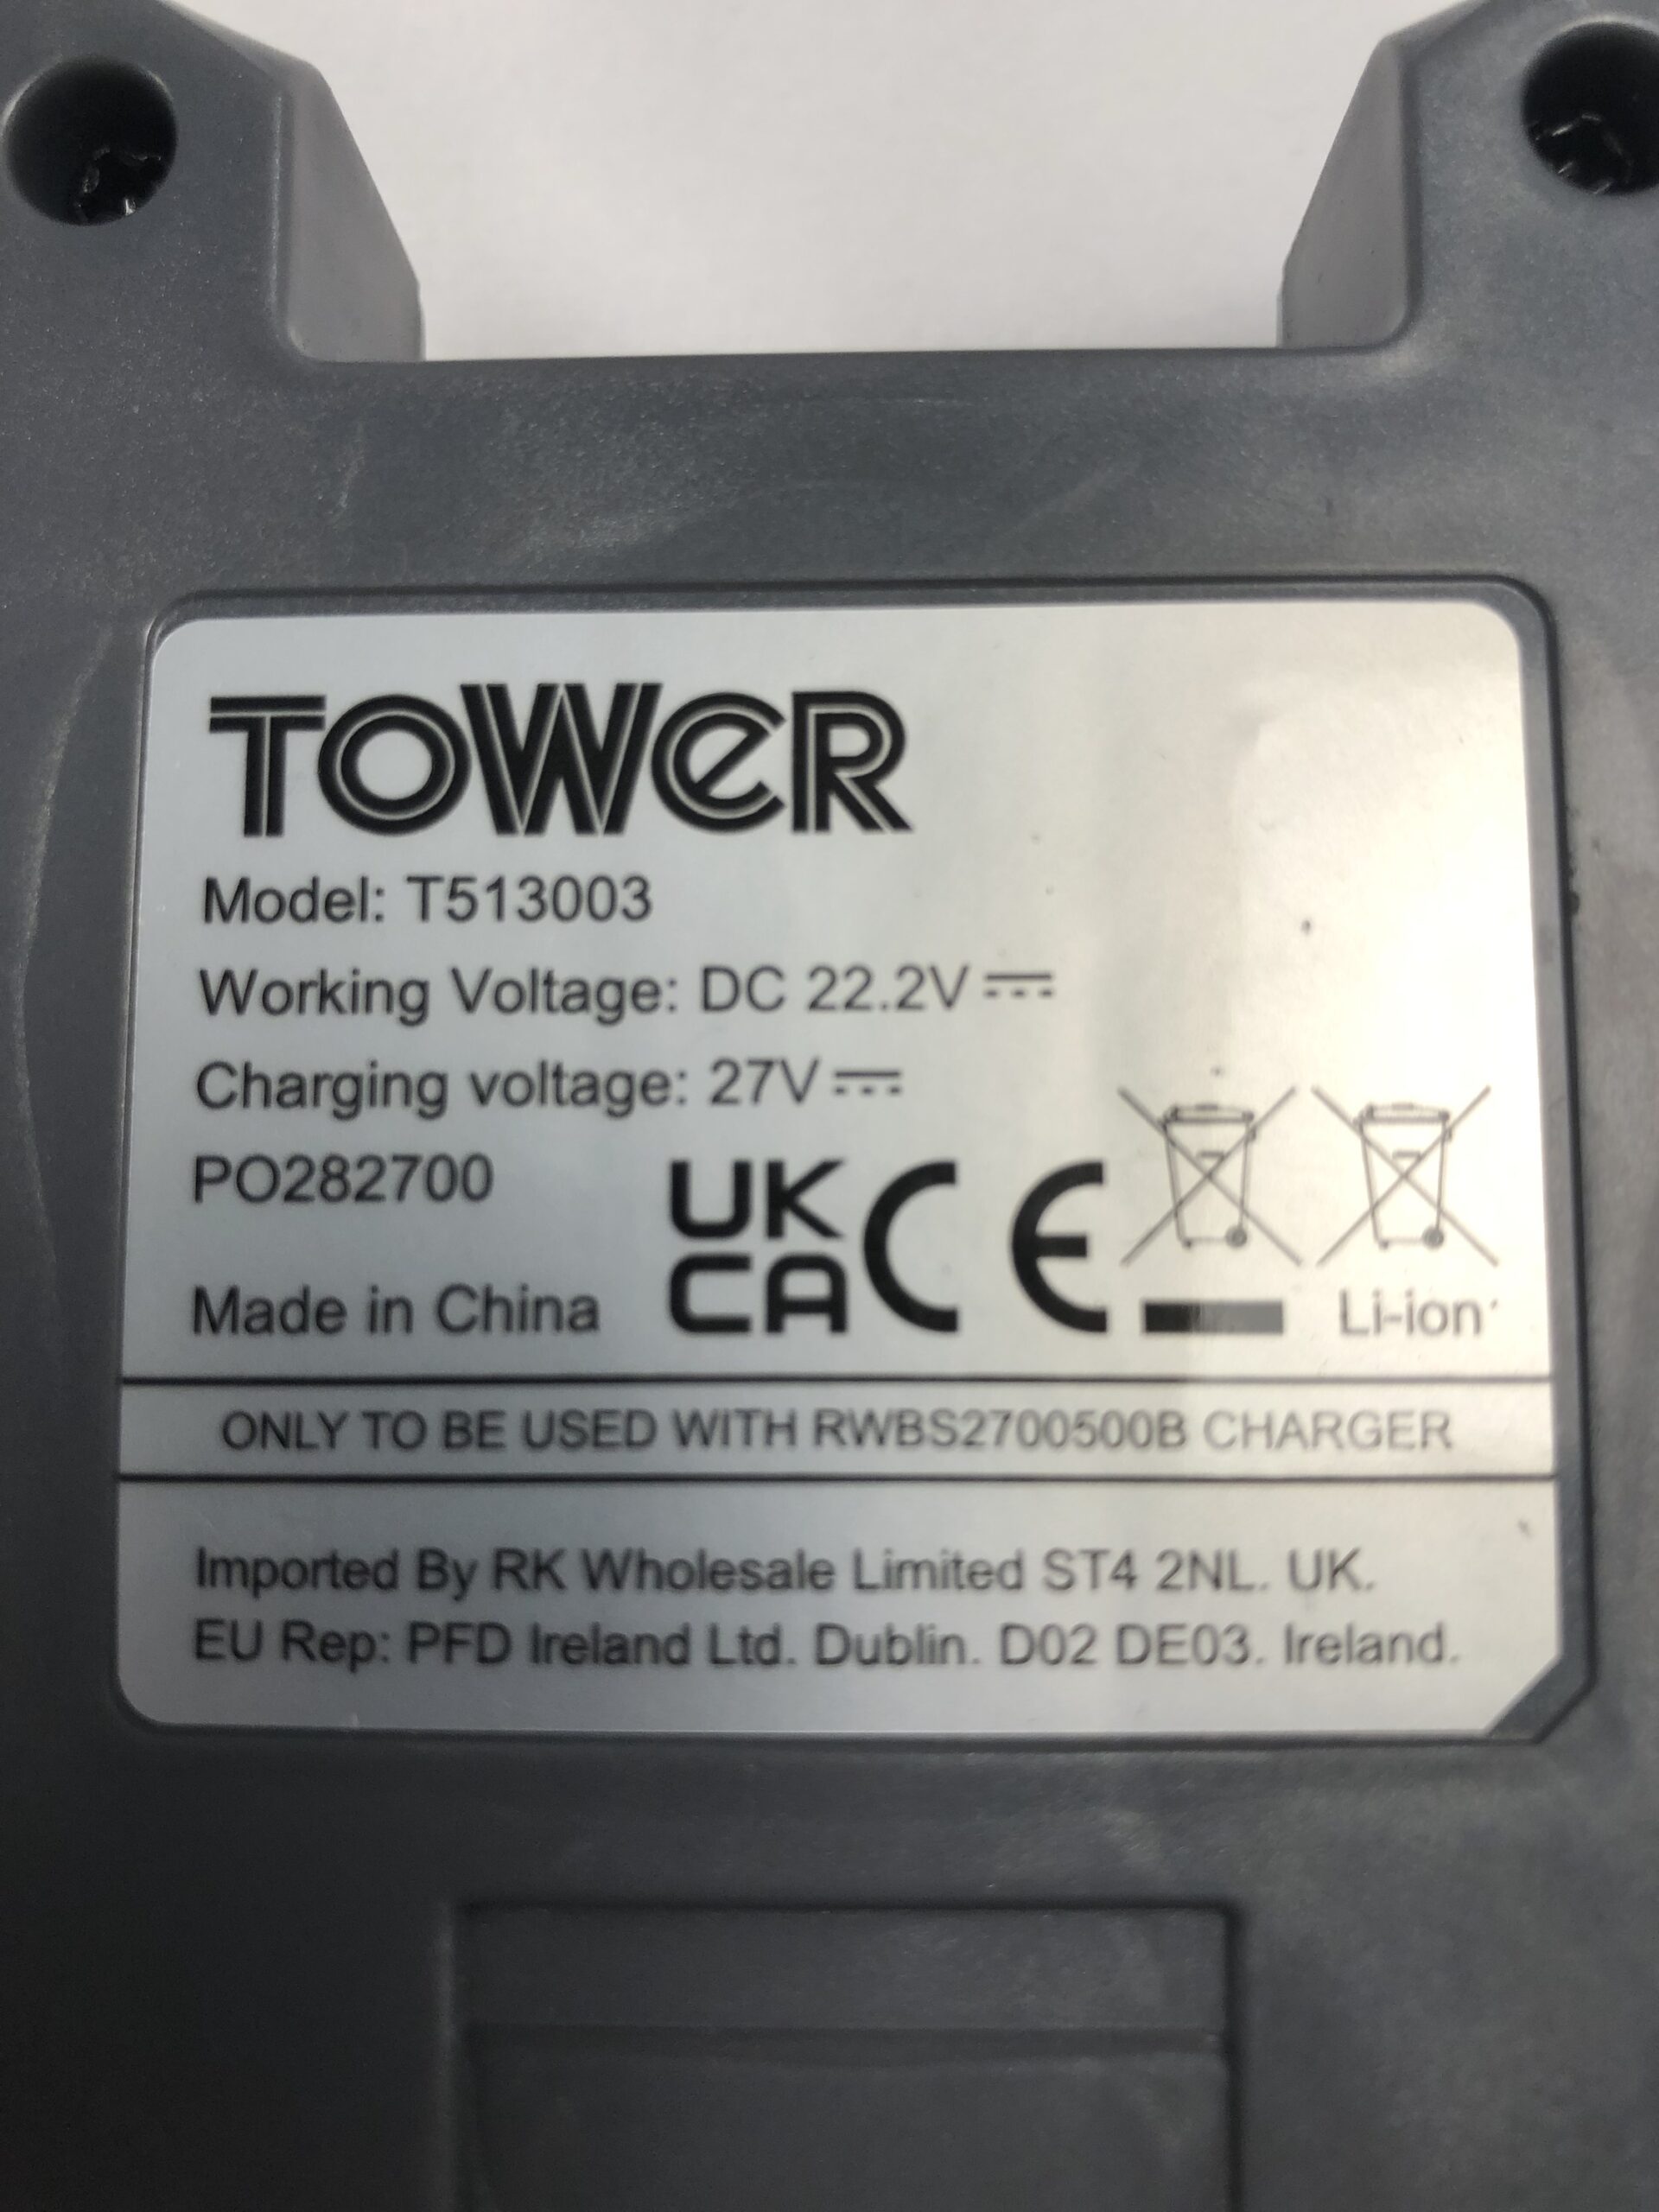 TOWER
Model: T513003
Working Voltage: DC 22.2V
Charging voltage: 27V
PO282700
Made in China
UK
CA
CE
Li-ion
ONLY TO BE USED WITH RWBS2700500B CHARGER
Imported By RK Wholesale Limited ST4 2NL. UK.
EU Rep: PFD Ireland Ltd. Dublin. D02 DE03. Ireland.